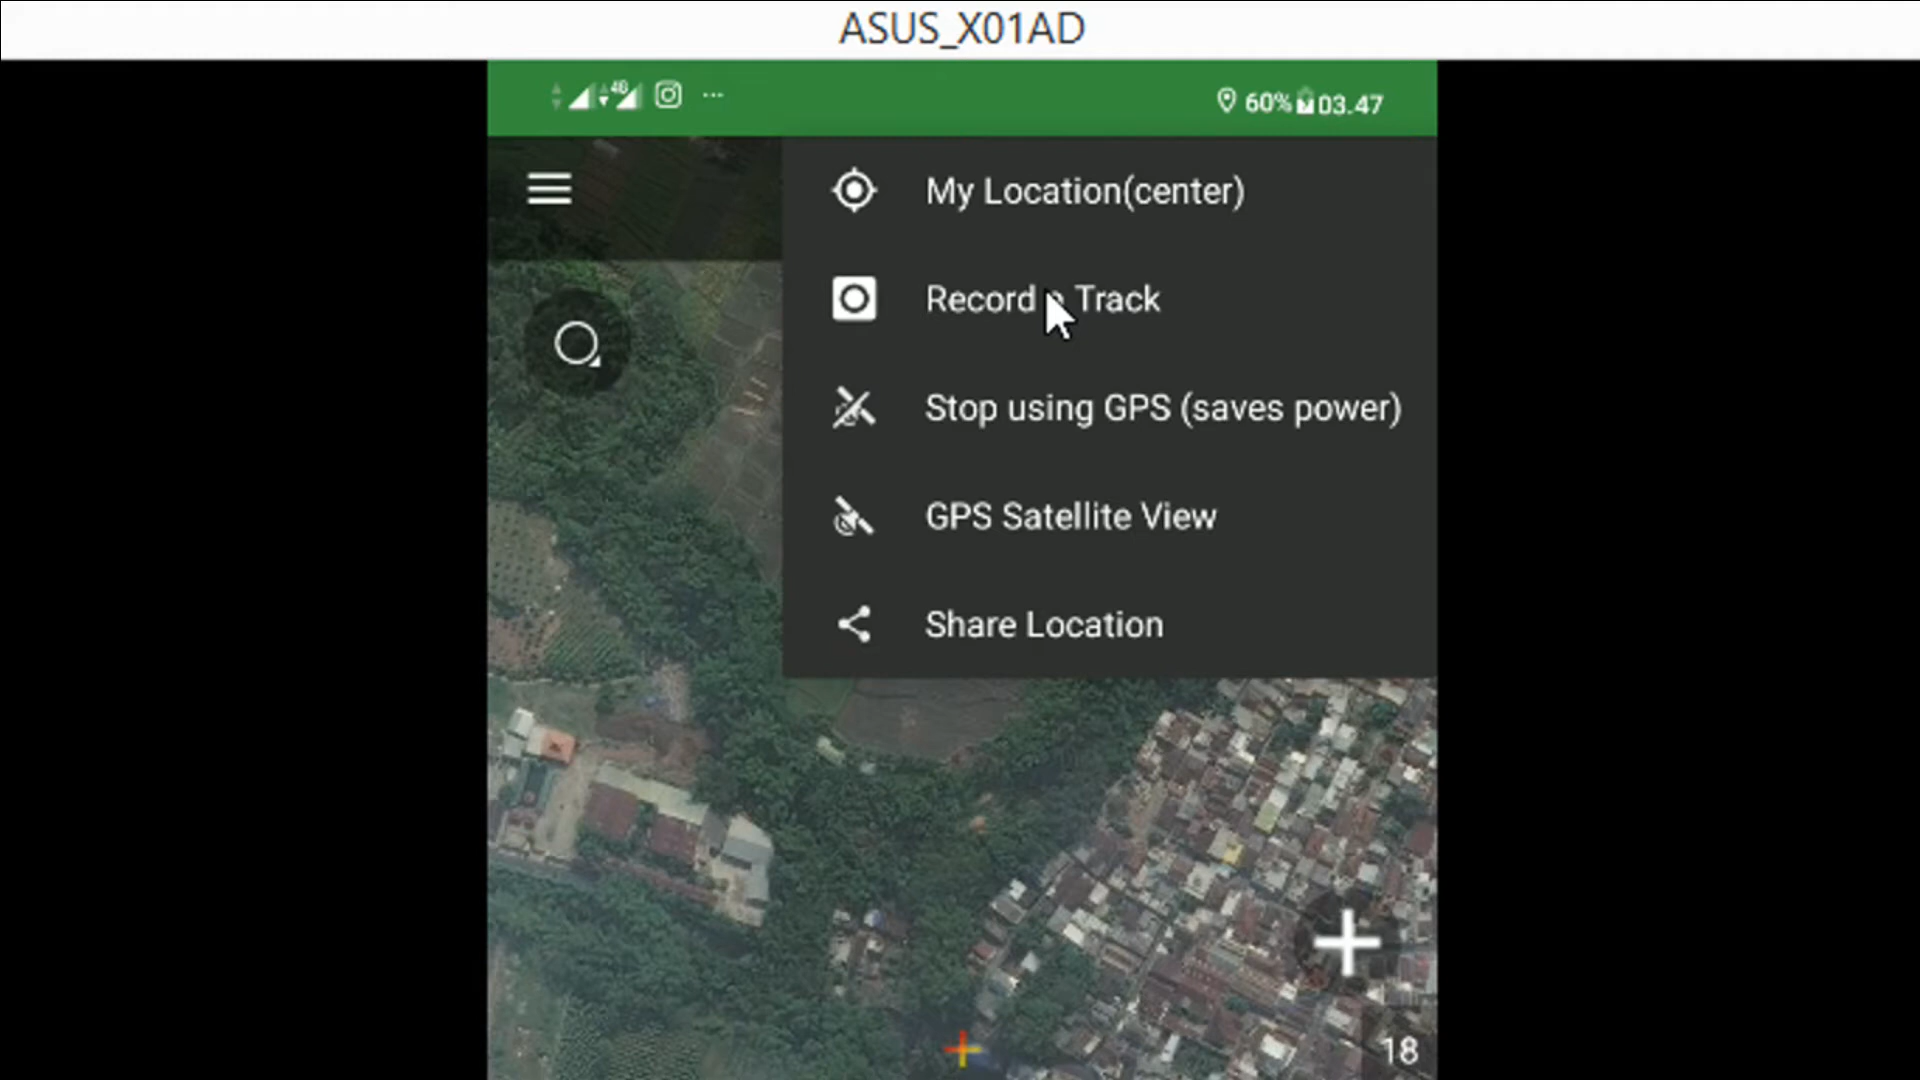 ASUS_X01AD
4G ... 60% 03.47
My Location(center)
Record a Track
Stop using GPS (saves power)
GPS Satellite View
Share Location
18